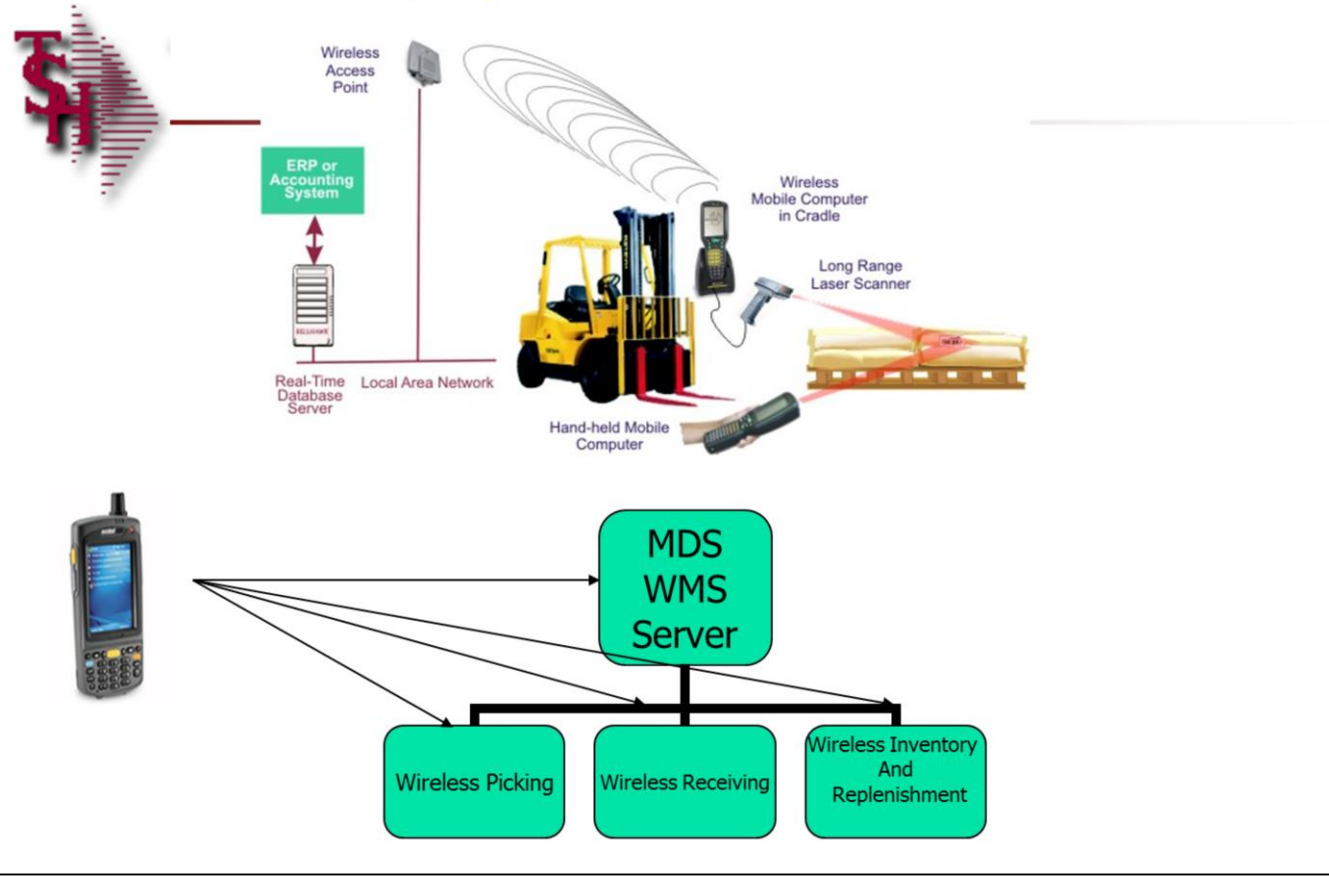 TSH
Wireless
Access
Point
ERP or
Accounting
System
Wireless
Mobile Computer
in Cradle
Long Range
Laser Scanner
BELLHAWK
Real-Time
Database
Server
Local Area Network
Hand-held Mobile
Computer
MDS
WMS
Server
Wireless Picking
Wireless Receiving
Wireless Inventory
And
Replenishment